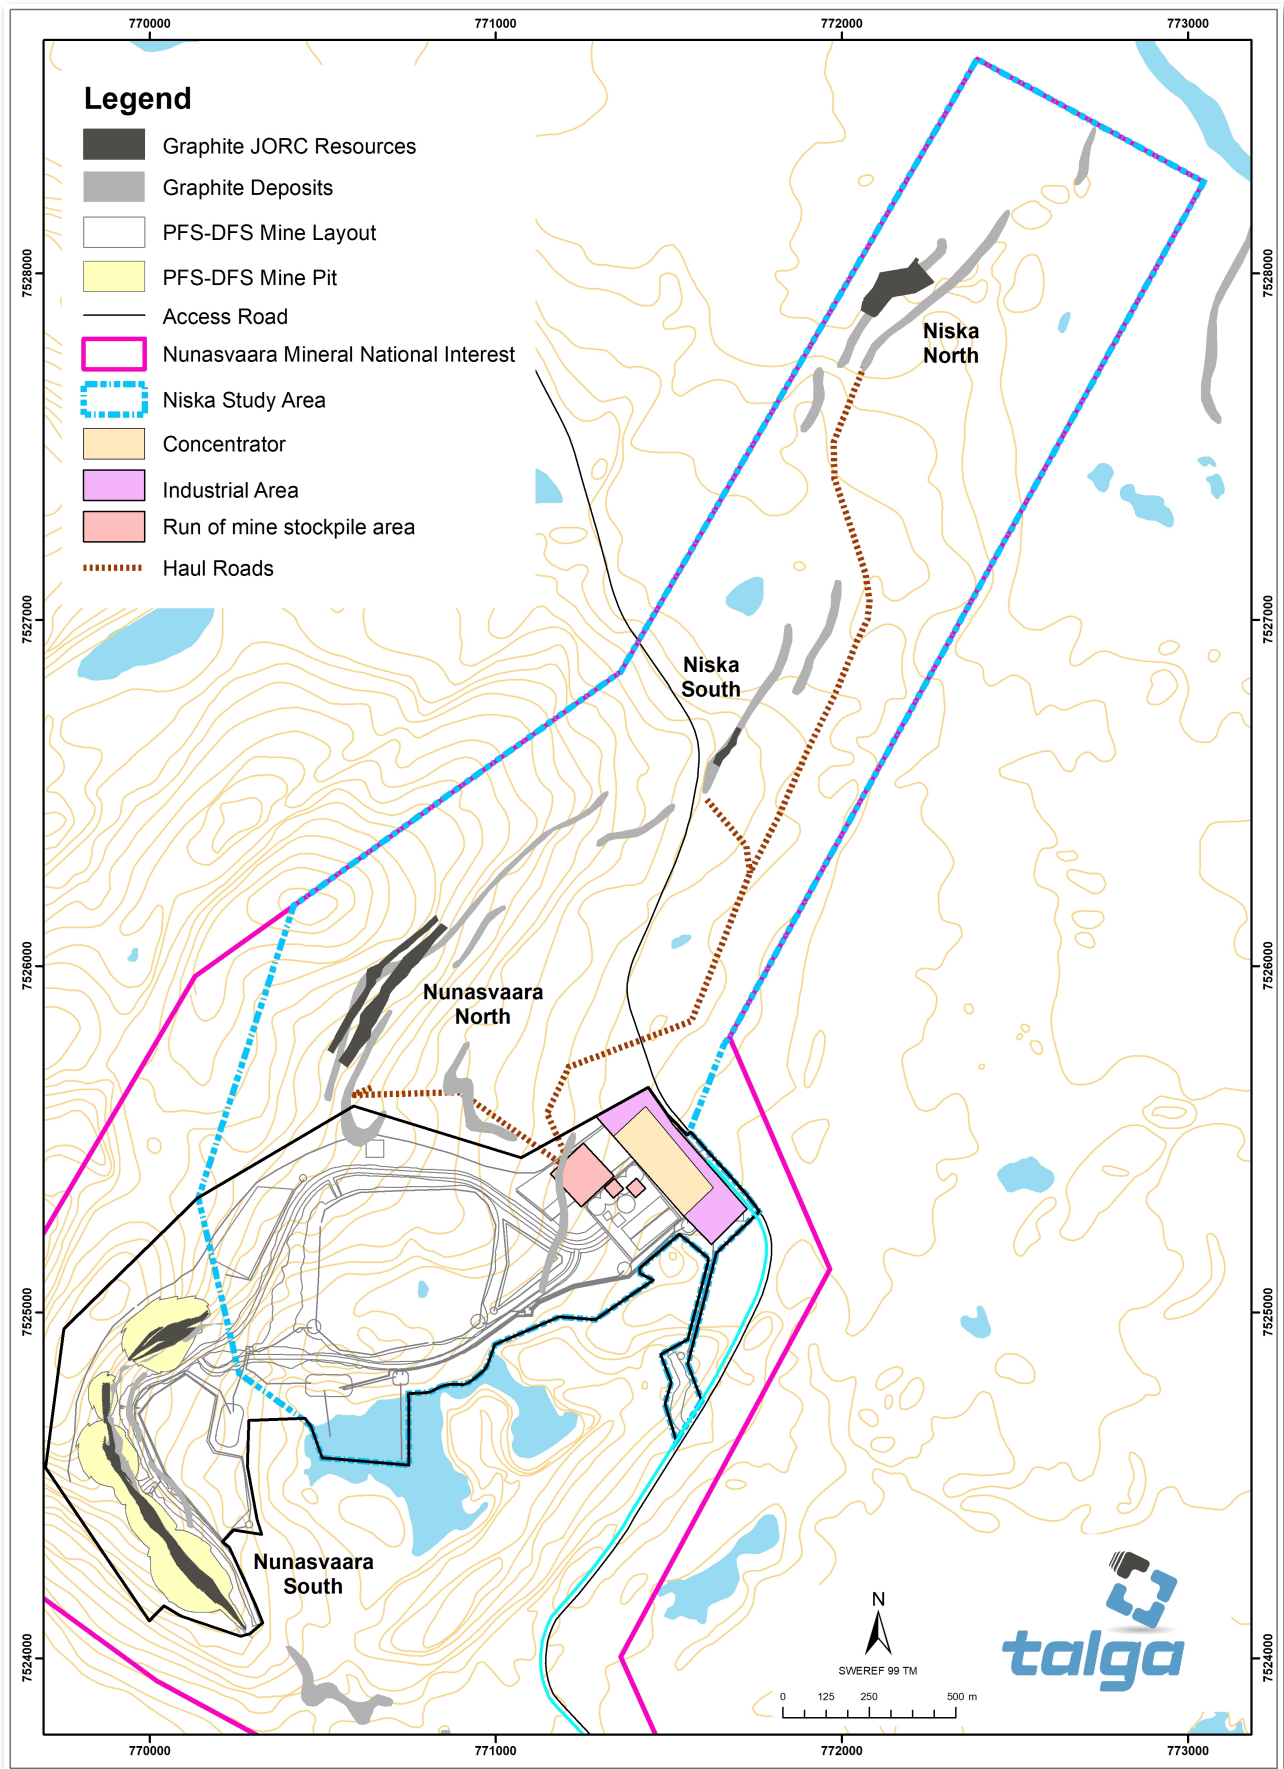 770000
771000
772000
773000
Legend
Graphite JORC Resources
Graphite Deposits
PFS-DFS Mine Layout
PFS-DFS Mine Pit
Access Road
Nunasvaara Mineral National Interest
Niska Study Area
Concentrator
Industrial Area
Run of mine stockpile area
Haul Roads
7528000
7528000
Niska
North
7527000
7527000
Niska
South
7526000
7526000
Nunasvaara
North
7525000
7525000
Nunasvaara
South
N
SWEREF 99 TM
0 125 250 500 m
talga
7524000
7524000
770000
771000
772000
773000